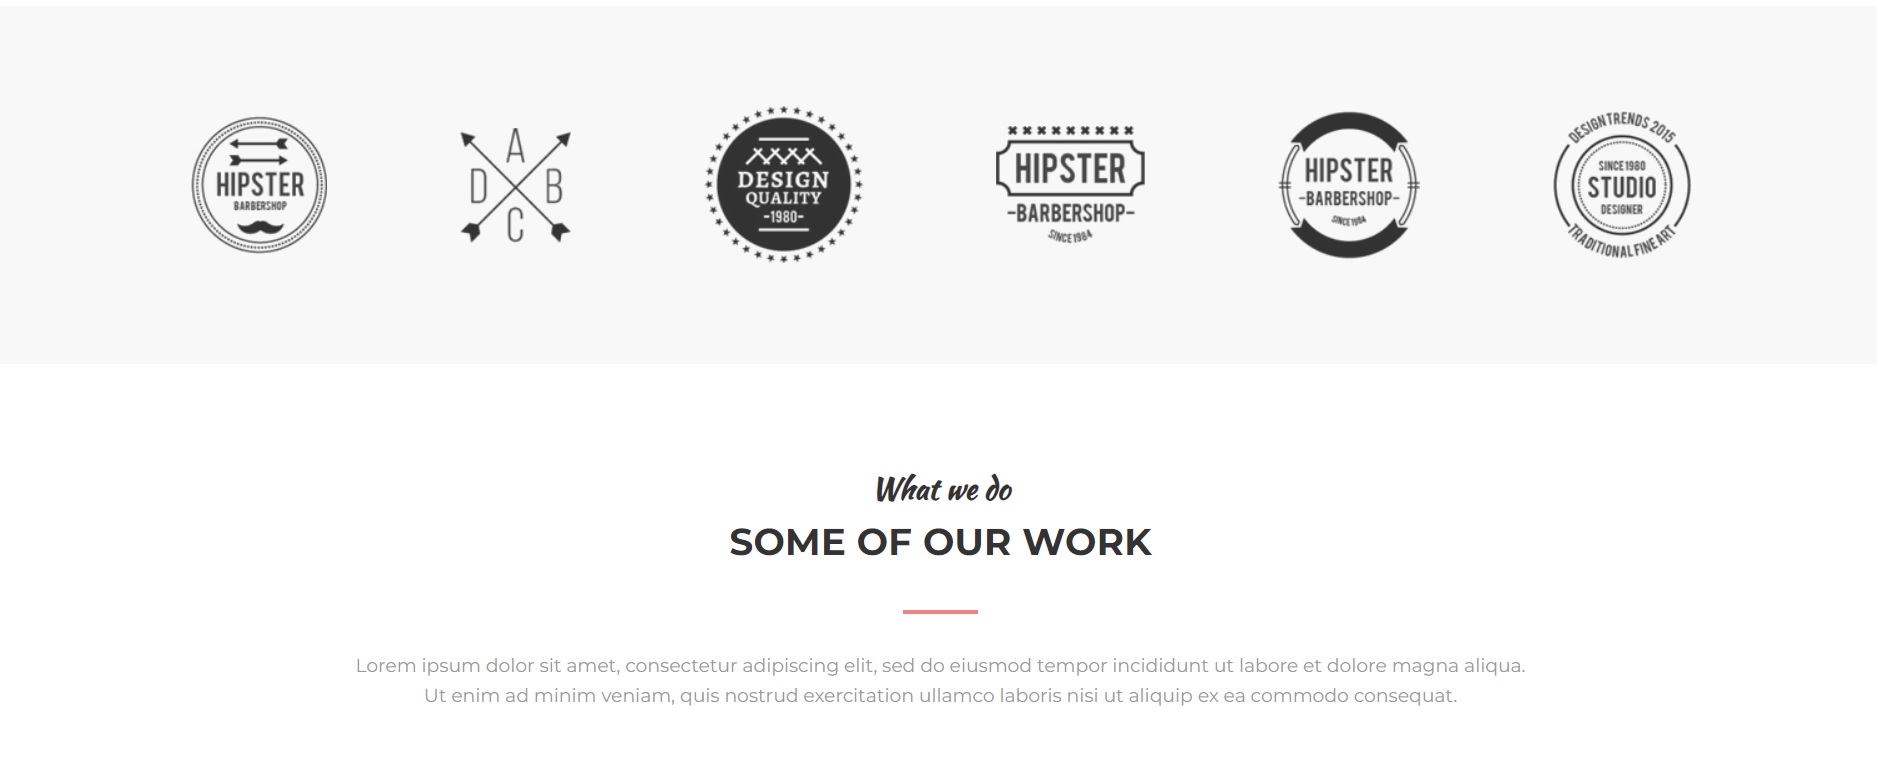 HIPSTER
BARBERSHOP
A
D B
C
DESIGN
QUALITY
-1980-
HIPSTER
-BARBERSHOP-
SINCE 1984
HIPSTER
-BARBERSHOP-
SINCE 1984
DESIGN TRENDS 2015
SINCE 1980
STUDIO
DESIGNER
TRADITIONAL FINE ART
What we do
SOME OF OUR WORK
Lorem ipsum dolor sit amet, consectetur adipiscing elit, sed do eiusmod tempor incididunt ut labore et dolore magna aliqua.
Ut enim ad minim veniam, quis nostrud exercitation ullamco laboris nisi ut aliquip ex ea commodo consequat.